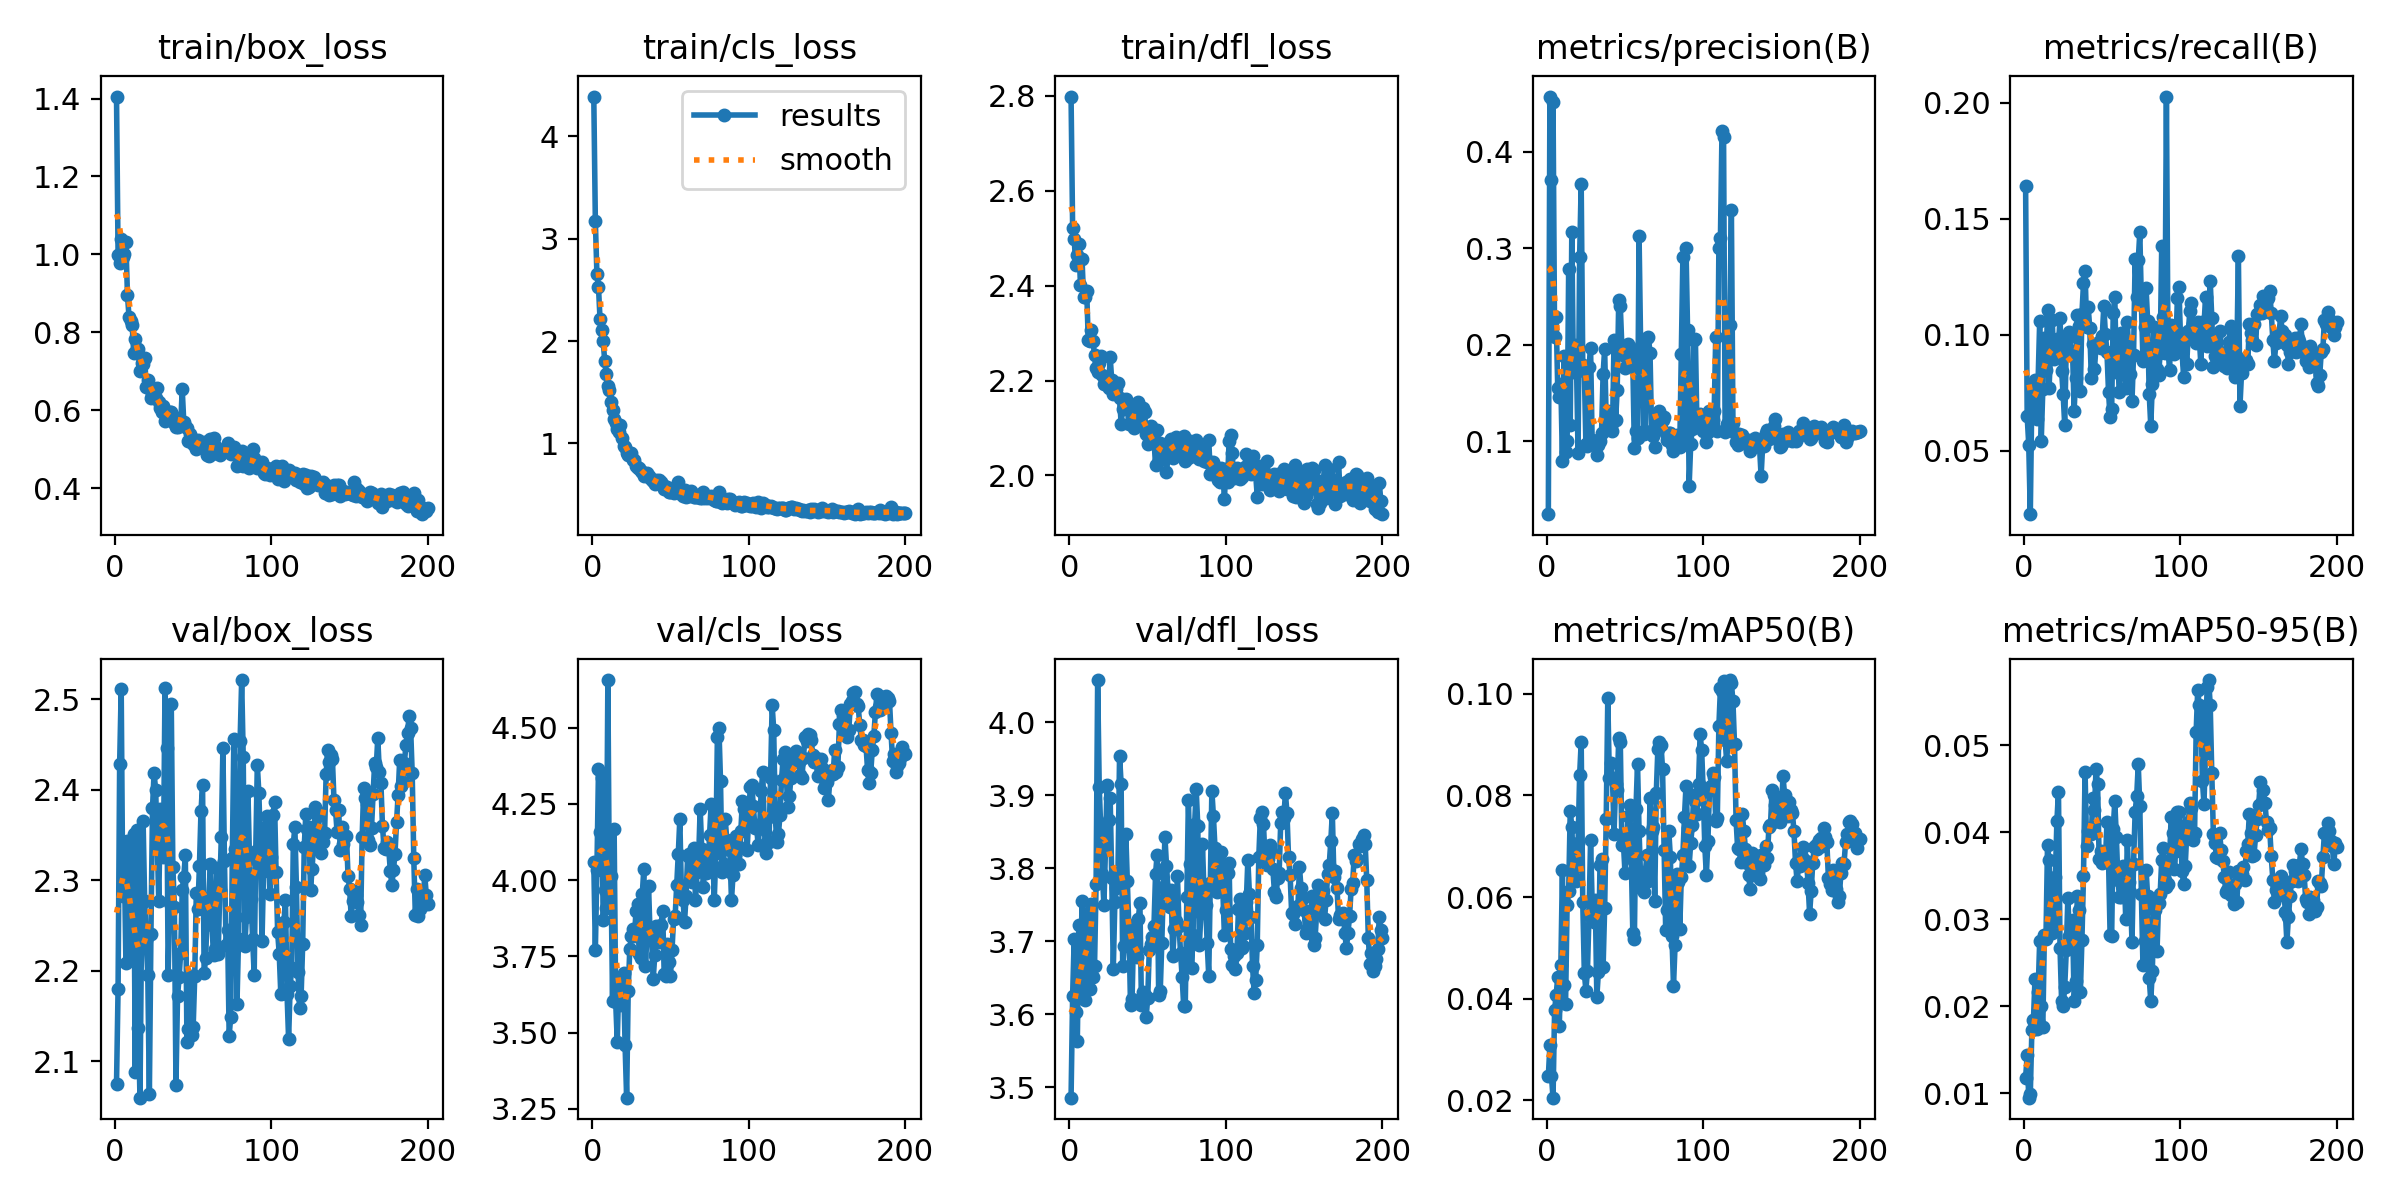 train/box_loss
1.4
1.2
1.0
0.8
0.6
0.4
0 100 200
train/cls_loss
results
smooth
4
3
2
1
0 100 200
train/dfl_loss
2.8
2.6
2.4
2.2
2.0
0 100 200
metrics/precision(B)
0.4
0.3
0.2
0.1
0 100 200
metrics/recall(B)
0.20
0.15
0.10
0.05
0 100 200
val/box_loss
2.5
2.4
2.3
2.2
2.1
0 100 200
val/cls_loss
4.50
4.25
4.00
3.75
3.50
3.25
0 100 200
val/dfl_loss
4.0
3.9
3.8
3.7
3.6
3.5
0 100 200
metrics/mAP50(B)
0.10
0.08
0.06
0.04
0.02
0 100 200
metrics/mAP50-95(B)
0.05
0.04
0.03
0.02
0.01
0 100 200